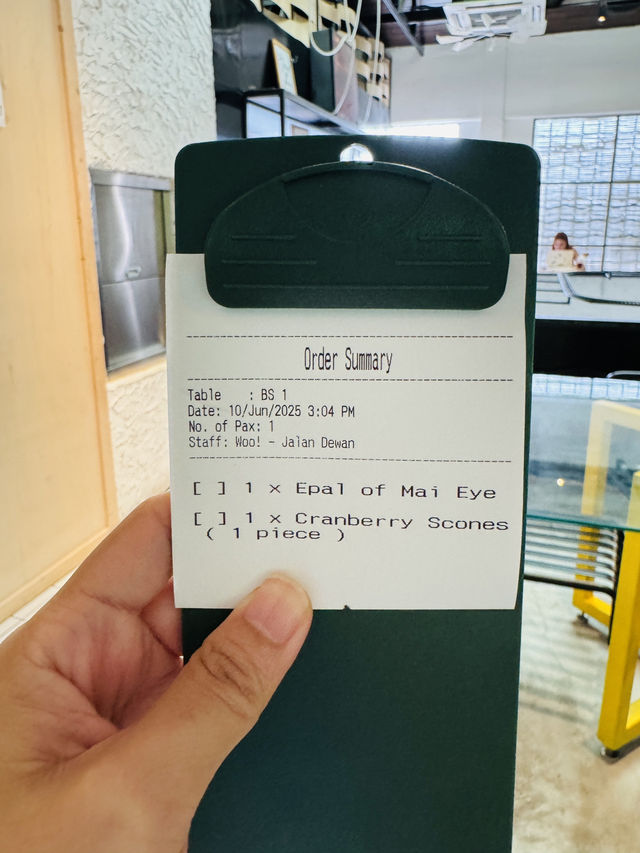 Order Summary
Table : BS 1
Date: 10/Jun/2025 3:04 PM
No. of Pax: 1
Staff: Woo! - Jalan Dewan
[ ] 1 x Epal of Mai Eye
[ ] 1 x Cranberry Scones
( 1 piece )